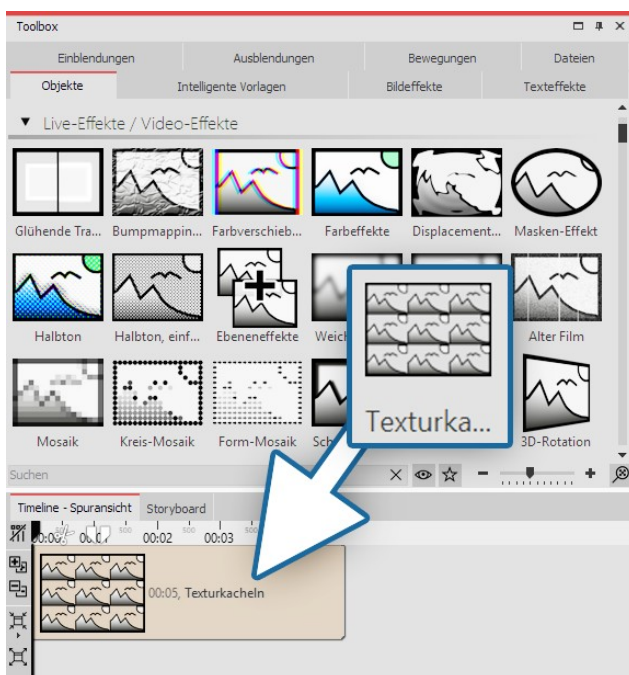 Toolbox
Einblendungen Ausblendungen Bewegungen Dateien
Objekte Intelligente Vorlagen Bildeffekte Texteffekte
Live-Effekte / Video-Effekte
Glühende Tra... Bumpmappin... Farbverschieb... Farbeffekte Displacement... Masken-Effekt
Halbton Halbton, einf... Ebeneneffekte Alter Film
Texturka...
Mosaik Kreis-Mosaik Form-Mosaik 3D-Rotation
Suchen
Timeline - Spuransicht Storyboard
00:02 00:03
00:05, Texturkacheln